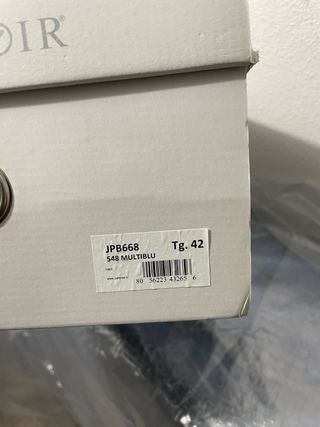 OIR®
JPB668 Tg. 42
548 MULTIBLU
80 56223 43265 6